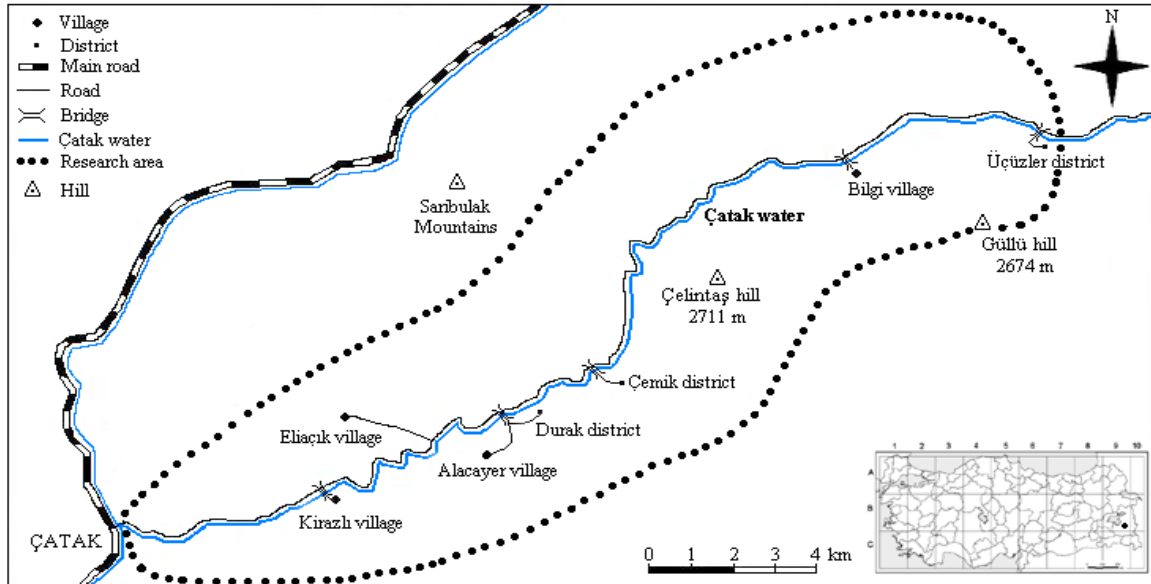 Village
District
Main road
Road
Bridge
Çatak water
Research area
Hill
N
Üçüzler district
Bilgi village
Saribulak
Mountains
Çatak water
Güllü hill
2674 m
Çelintaş hill
2711 m
Çemik district
Durak district
Eliaçık village
Alacayer village
Kirazlı village
ÇATAK
0 1 2 3 4 km
1 2 3 4 5 6 7 8 9 10
A
B
C